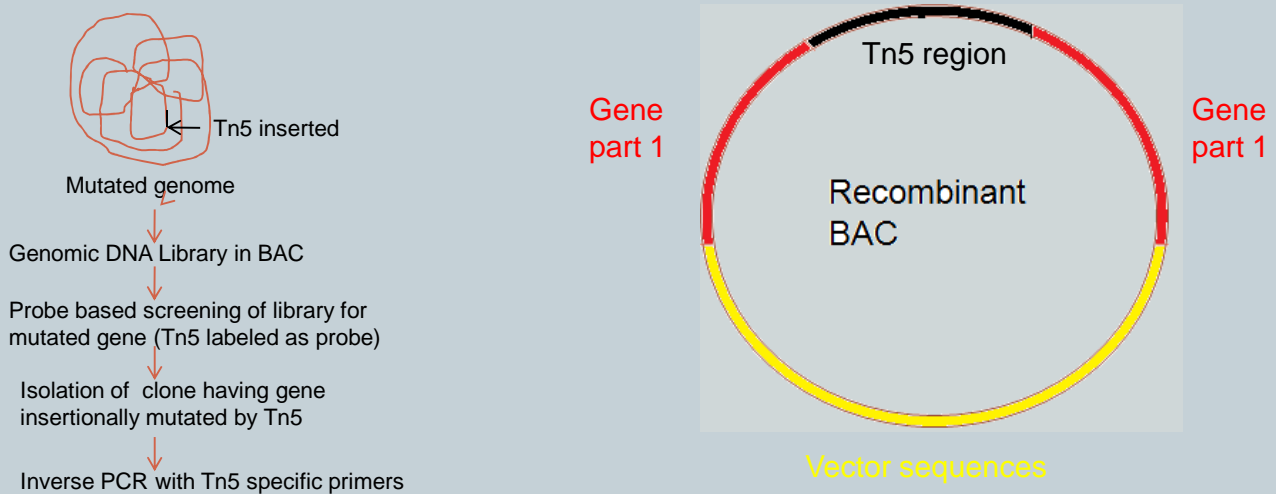 Tn5 inserted
Mutated genome
Genomic DNA Library in BAC
Probe based screening of library for
mutated gene (Tn5 labeled as probe)
Isolation of clone having gene
insertionally mutated by Tn5
Inverse PCR with Tn5 specific primers
Tn5 region
Gene
part 1
Gene
part 1
Recombinant
BAC
Vector sequences